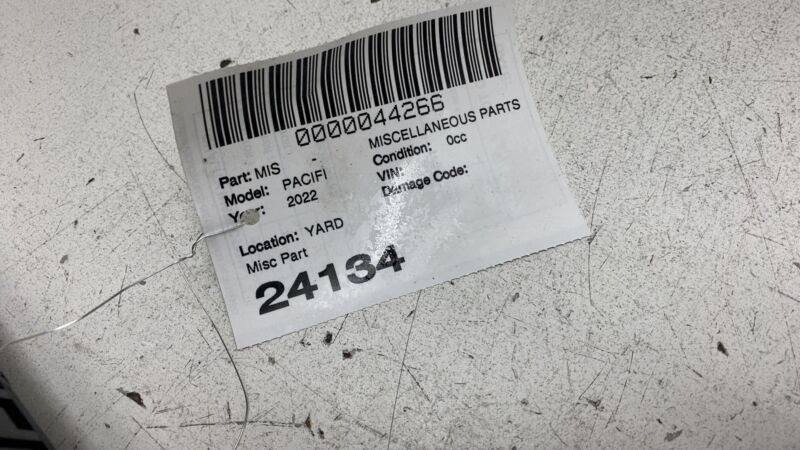 0000044266
Part: MIS MISCELLANEOUS PARTS
Model: PACIFI Condition: 0cc
Year: 2022 VIN:
Damage Code:
Location: YARD
Misc Part
24134